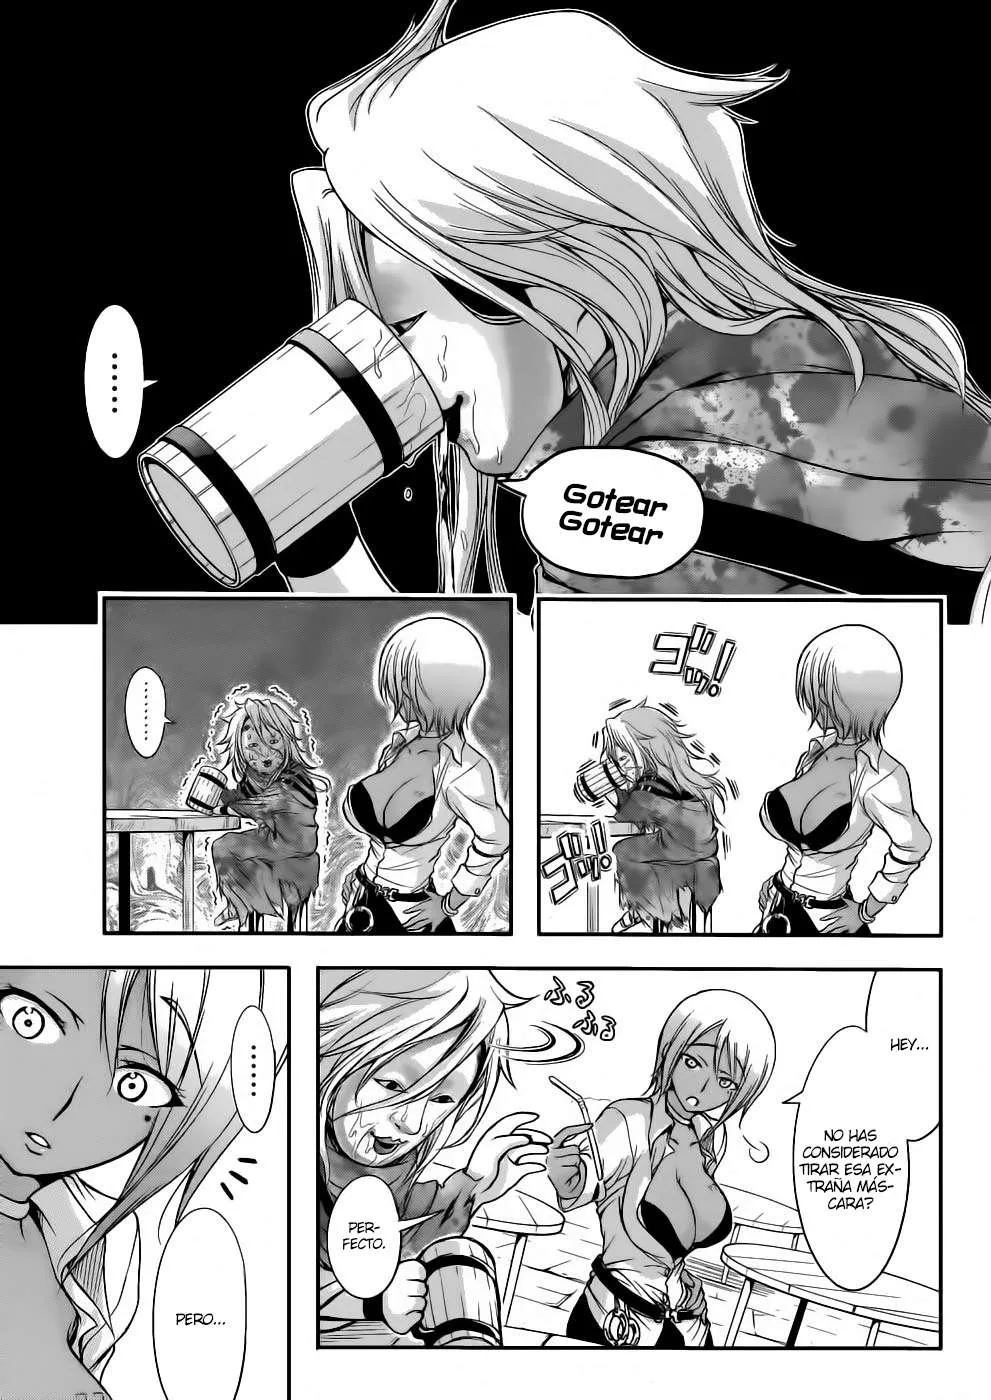 ......
Gotear
Gotear
ゴッ!
ゴッ!
......
HEY...
NO HAS
CONSIDERADO
TIRAR ESA EX-
TRAÑA MÁS-
CARA?
ふる
ふる
PER-
FECTO.
......
PERO...